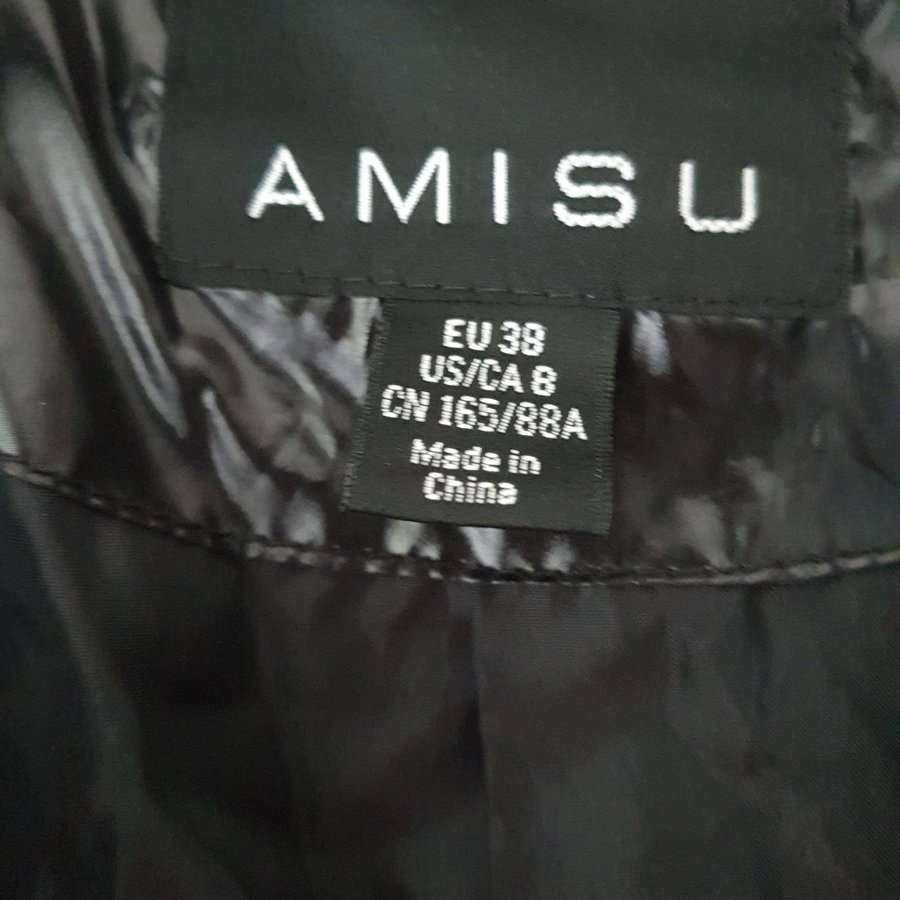 AMISU
EU 38
US/CA 8
CN 165/88A
Made in
China